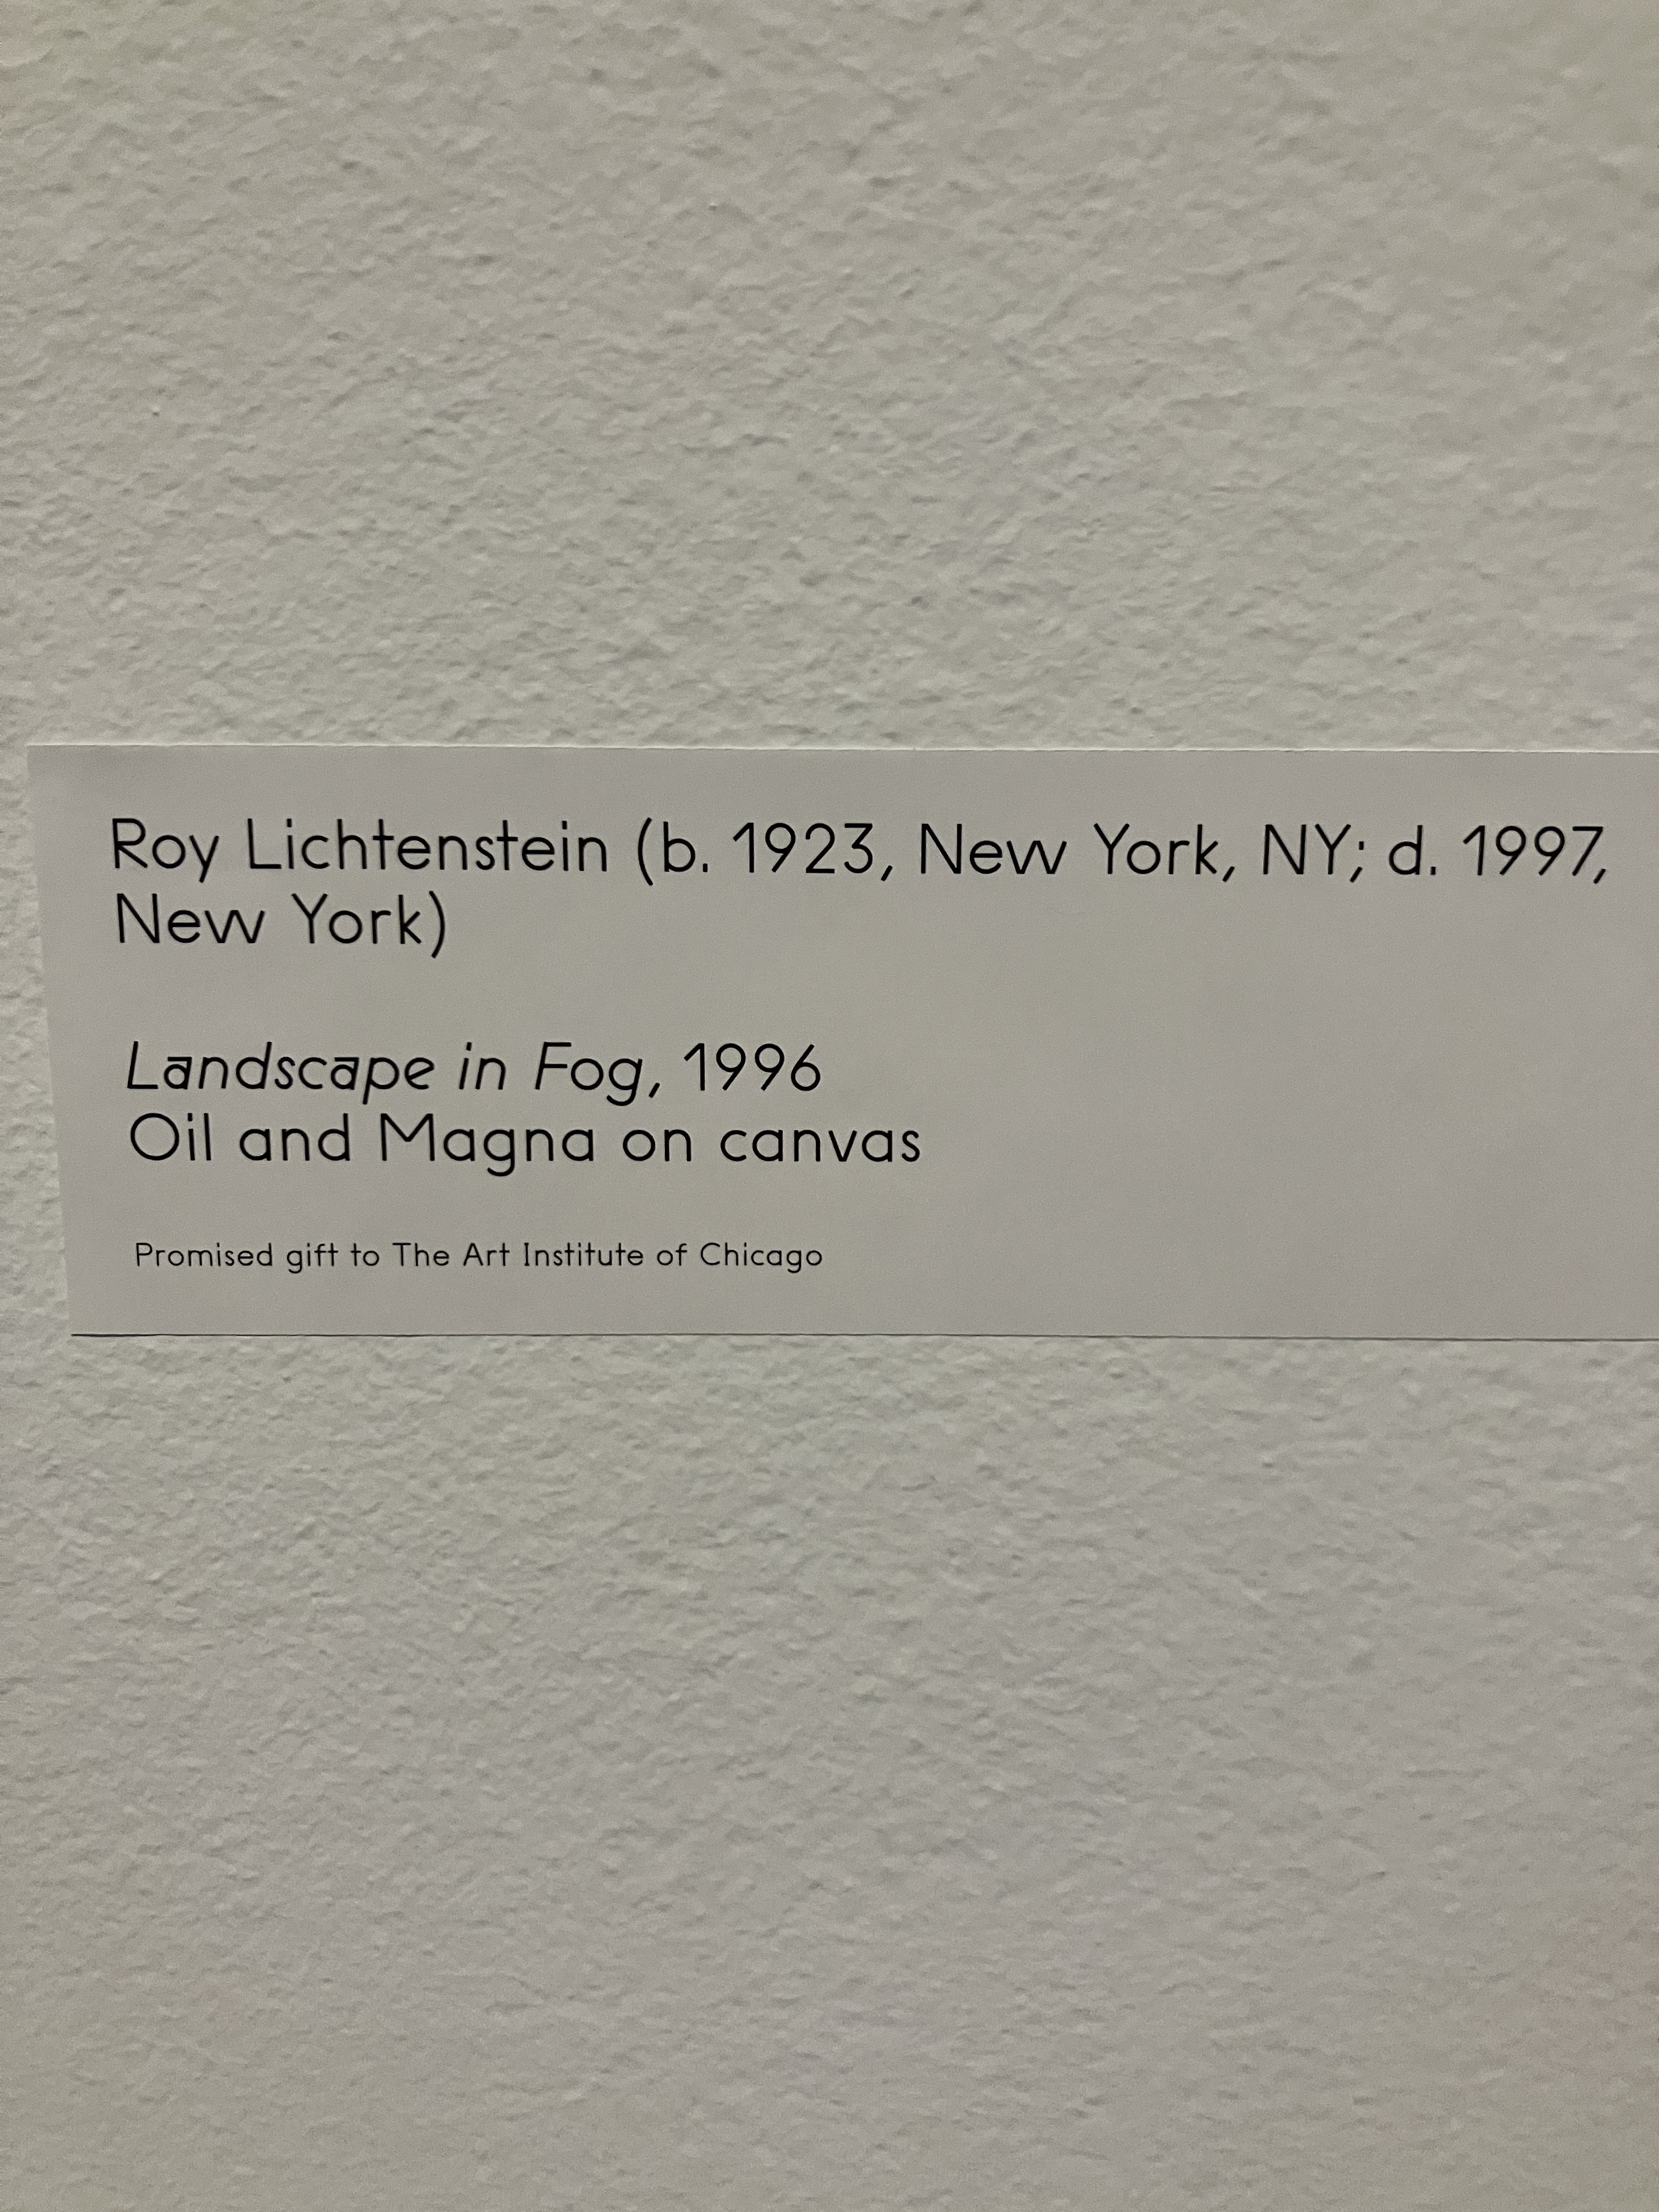 Roy Lichtenstein (b. 1923, New York, NY; d. 1997,
New York)
Landscape in Fog, 1996
Oil and Magna on canvas
Promised gift to The Art Institute of Chicago